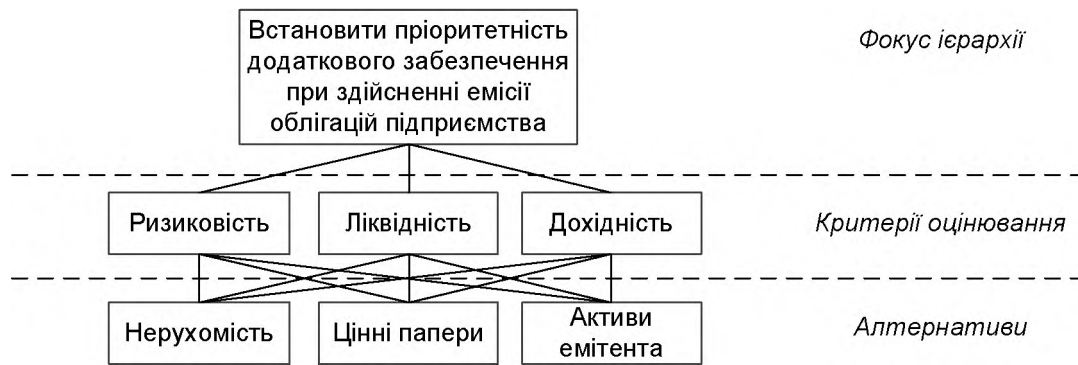 Встановити пріоритетність
додаткового забезпечення
при здійсненні емісії
облігацій підприємства
Фокус ієрархії
Ризиковість
Ліквідність
Дохідність
Критерії оцінювання
Нерухомість
Цінні папери
Активи
емітента
Алтернативи